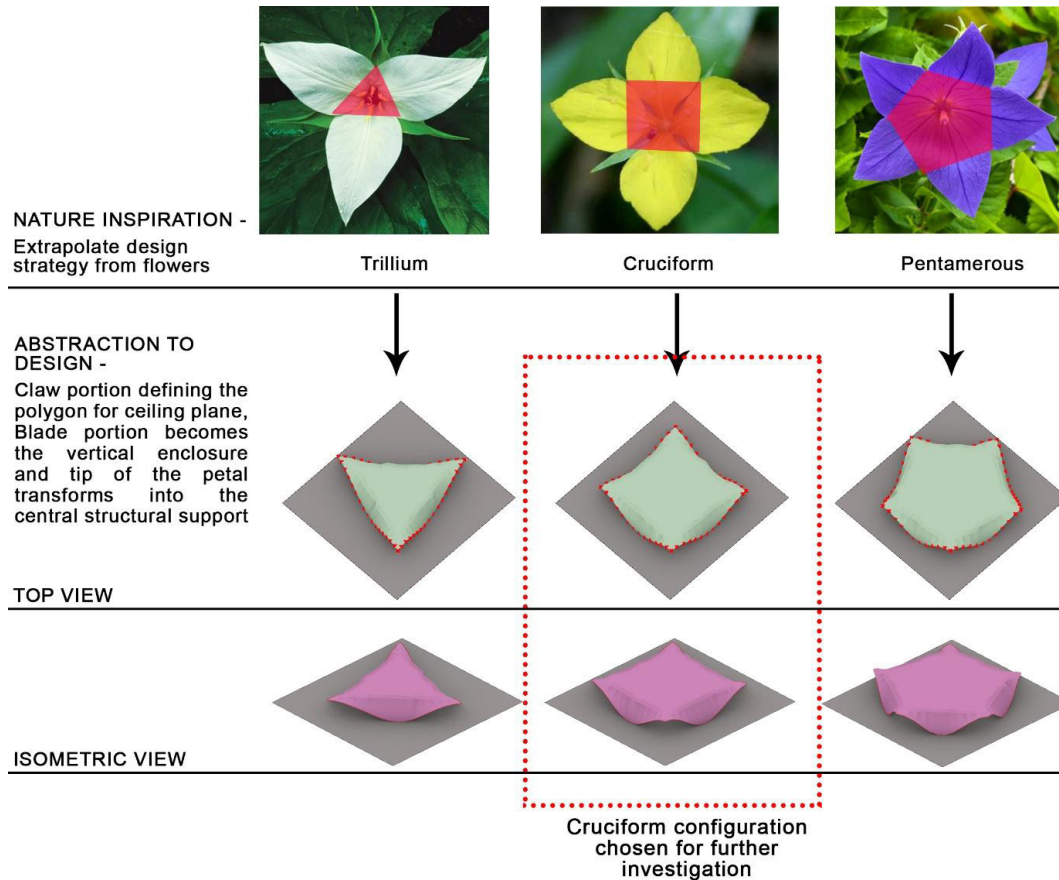 NATURE INSPIRATION -
Extrapolate design
strategy from flowers
Trillium
Cruciform
Pentamerous
ABSTRACTION TO
DESIGN -
Claw portion defining the
polygon for ceiling plane,
Blade portion becomes
the vertical enclosure
and tip of the petal
transforms into the
central structural support
TOP VIEW
ISOMETRIC VIEW
Cruciform configuration
chosen for further
investigation